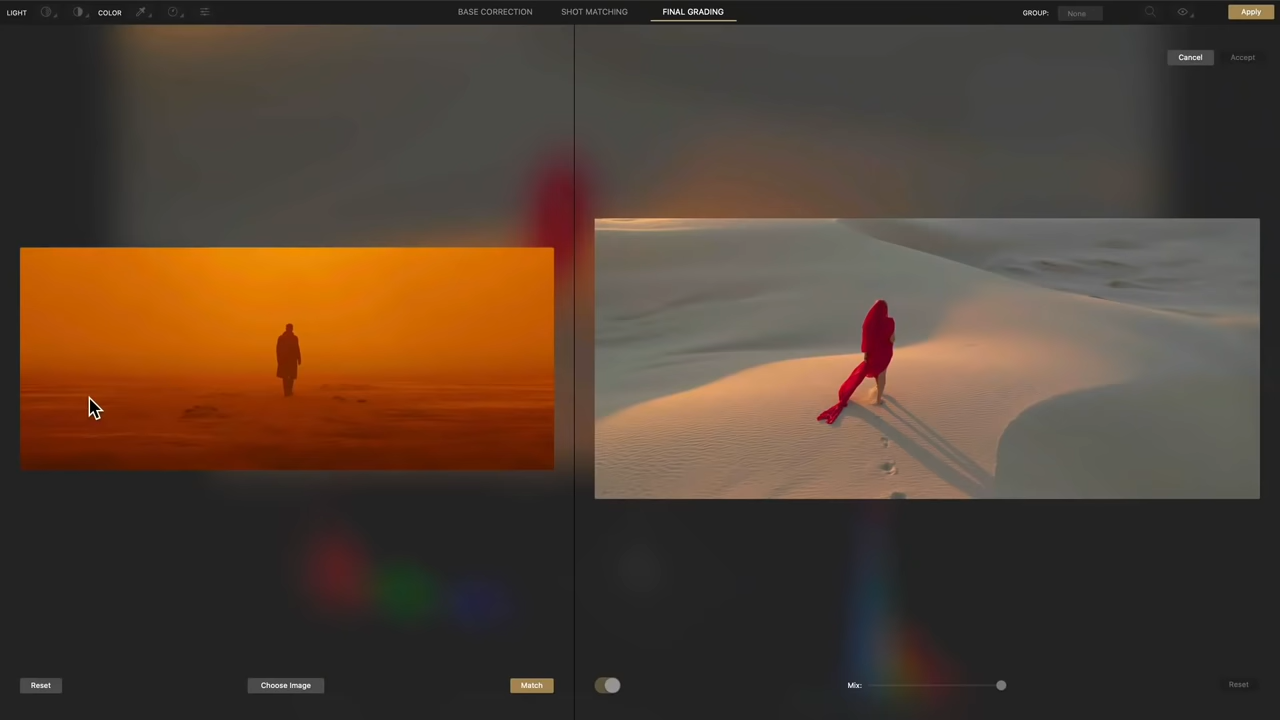 LIGHT COLOR BASE CORRECTION SHOT MATCHING FINAL GRADING GROUP: None Apply
Cancel Accept
Reset Choose Image Match Mix: Reset